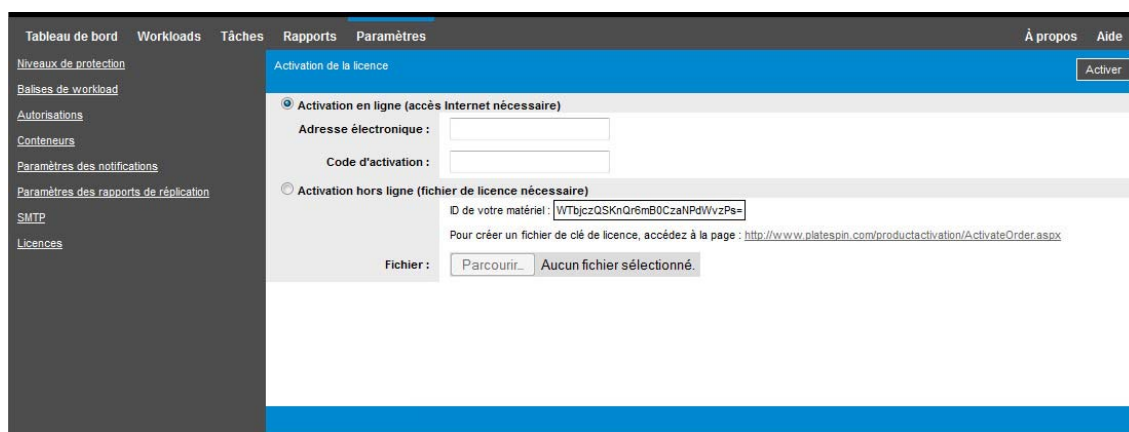 Tableau de bord Workloads Tâches Rapports Paramètres À propos Aide
Niveaux de protection
Balises de workload
Autorisations
Conteneurs
Paramètres des notifications
Paramètres des rapports de réplication
SMTP
Licences
Activation de la licence
Activer
Activation en ligne (accès Internet nécessaire)
Adresse électronique :
Code d'activation :
Activation hors ligne (fichier de licence nécessaire)
ID de votre matériel : WTbjczQSKnQr6mB0CzaNPdWvzPs=
Pour créer un fichier de clé de licence, accédez à la page : http://www.platespin.com/productactivation/ActivateOrder.aspx
Fichier : Parcourir... Aucun fichier sélectionné.